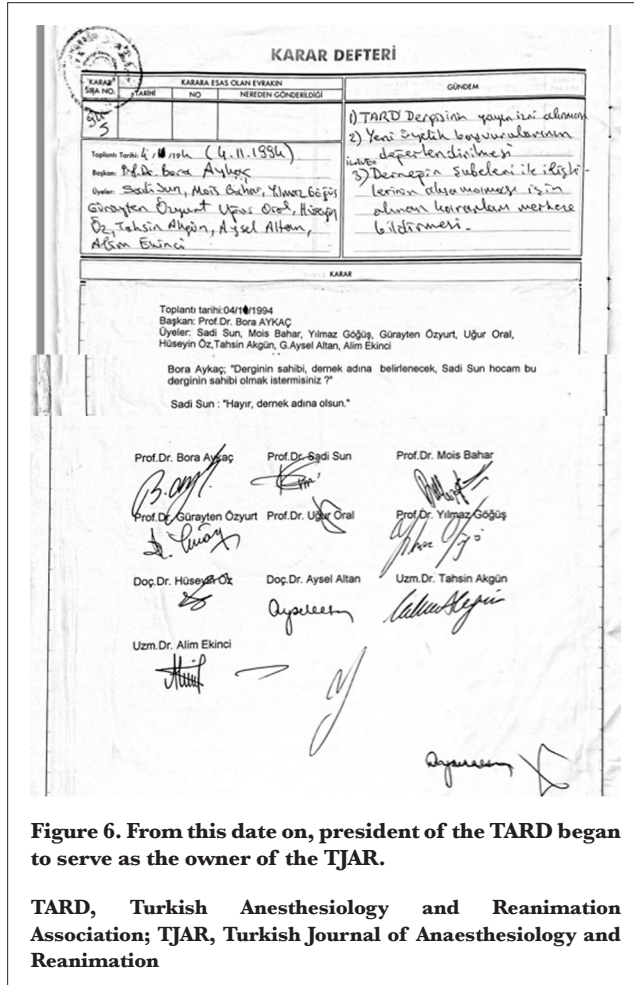 KARAR DEFTERİ
KARAR SIRA NO.
KARARA ESAS OLAN EVRAKIN
TARİHİ NO NEREDEN GÖNDERİLDİĞİ
GÜNDEM
Toplantı Tarihi: (4.11.1994)
Başkan: Prof.Dr. Bora Aykaç
Üyeler: Sadi Sun, Mois Bahar, Yılmaz Göğüş
Gürayten Özyurt Uğur Oral, Hüseyin
Öz, Tahsin Akgün, Aysel Altan,
Alim Ekinci
1) TARD Dergisinin yayın izni alınması
2) Yeni üyelik başvurularının
değerlendirilmesi
İLAVE
3) Derneğin Şubeleri ile ilişki-
lerinin aksamaması için
alınan kararların merkeze
bildirmesi.
KARAR
Toplantı tarihi:04/11/1994
Başkan: Prof.Dr. Bora AYKAÇ
Üyeler: Sadi Sun, Mois Bahar, Yılmaz Göğüş, Gürayten Özyurt, Uğur Oral,
Hüseyin Öz,Tahsin Akgün, G.Aysel Altan, Alim Ekinci
Bora Aykaç; "Derginin sahibi, dernek adına belirlenecek, Sadi Sun hocam bu
derginin sahibi olmak istermisiniz ?"
Sadi Sun : "Hayır, dernek adına olsun."
Prof.Dr. Bora Aykaç Prof.Dr. Sadi Sun Prof.Dr. Mois Bahar
Prof.Dr. Gürayten Özyurt Prof.Dr. Uğur Oral Prof.Dr. Yılmaz Göğüş
Doç.Dr. Hüseyin Öz Doç.Dr. Aysel Altan Uzm.Dr. Tahsin Akgün
Uzm.Dr. Alim Ekinci
Figure 6. From this date on, president of the TARD began
to serve as the owner of the TJAR.
TARD, Turkish Anesthesiology and Reanimation
Association; TJAR, Turkish Journal of Anaesthesiology and
Reanimation